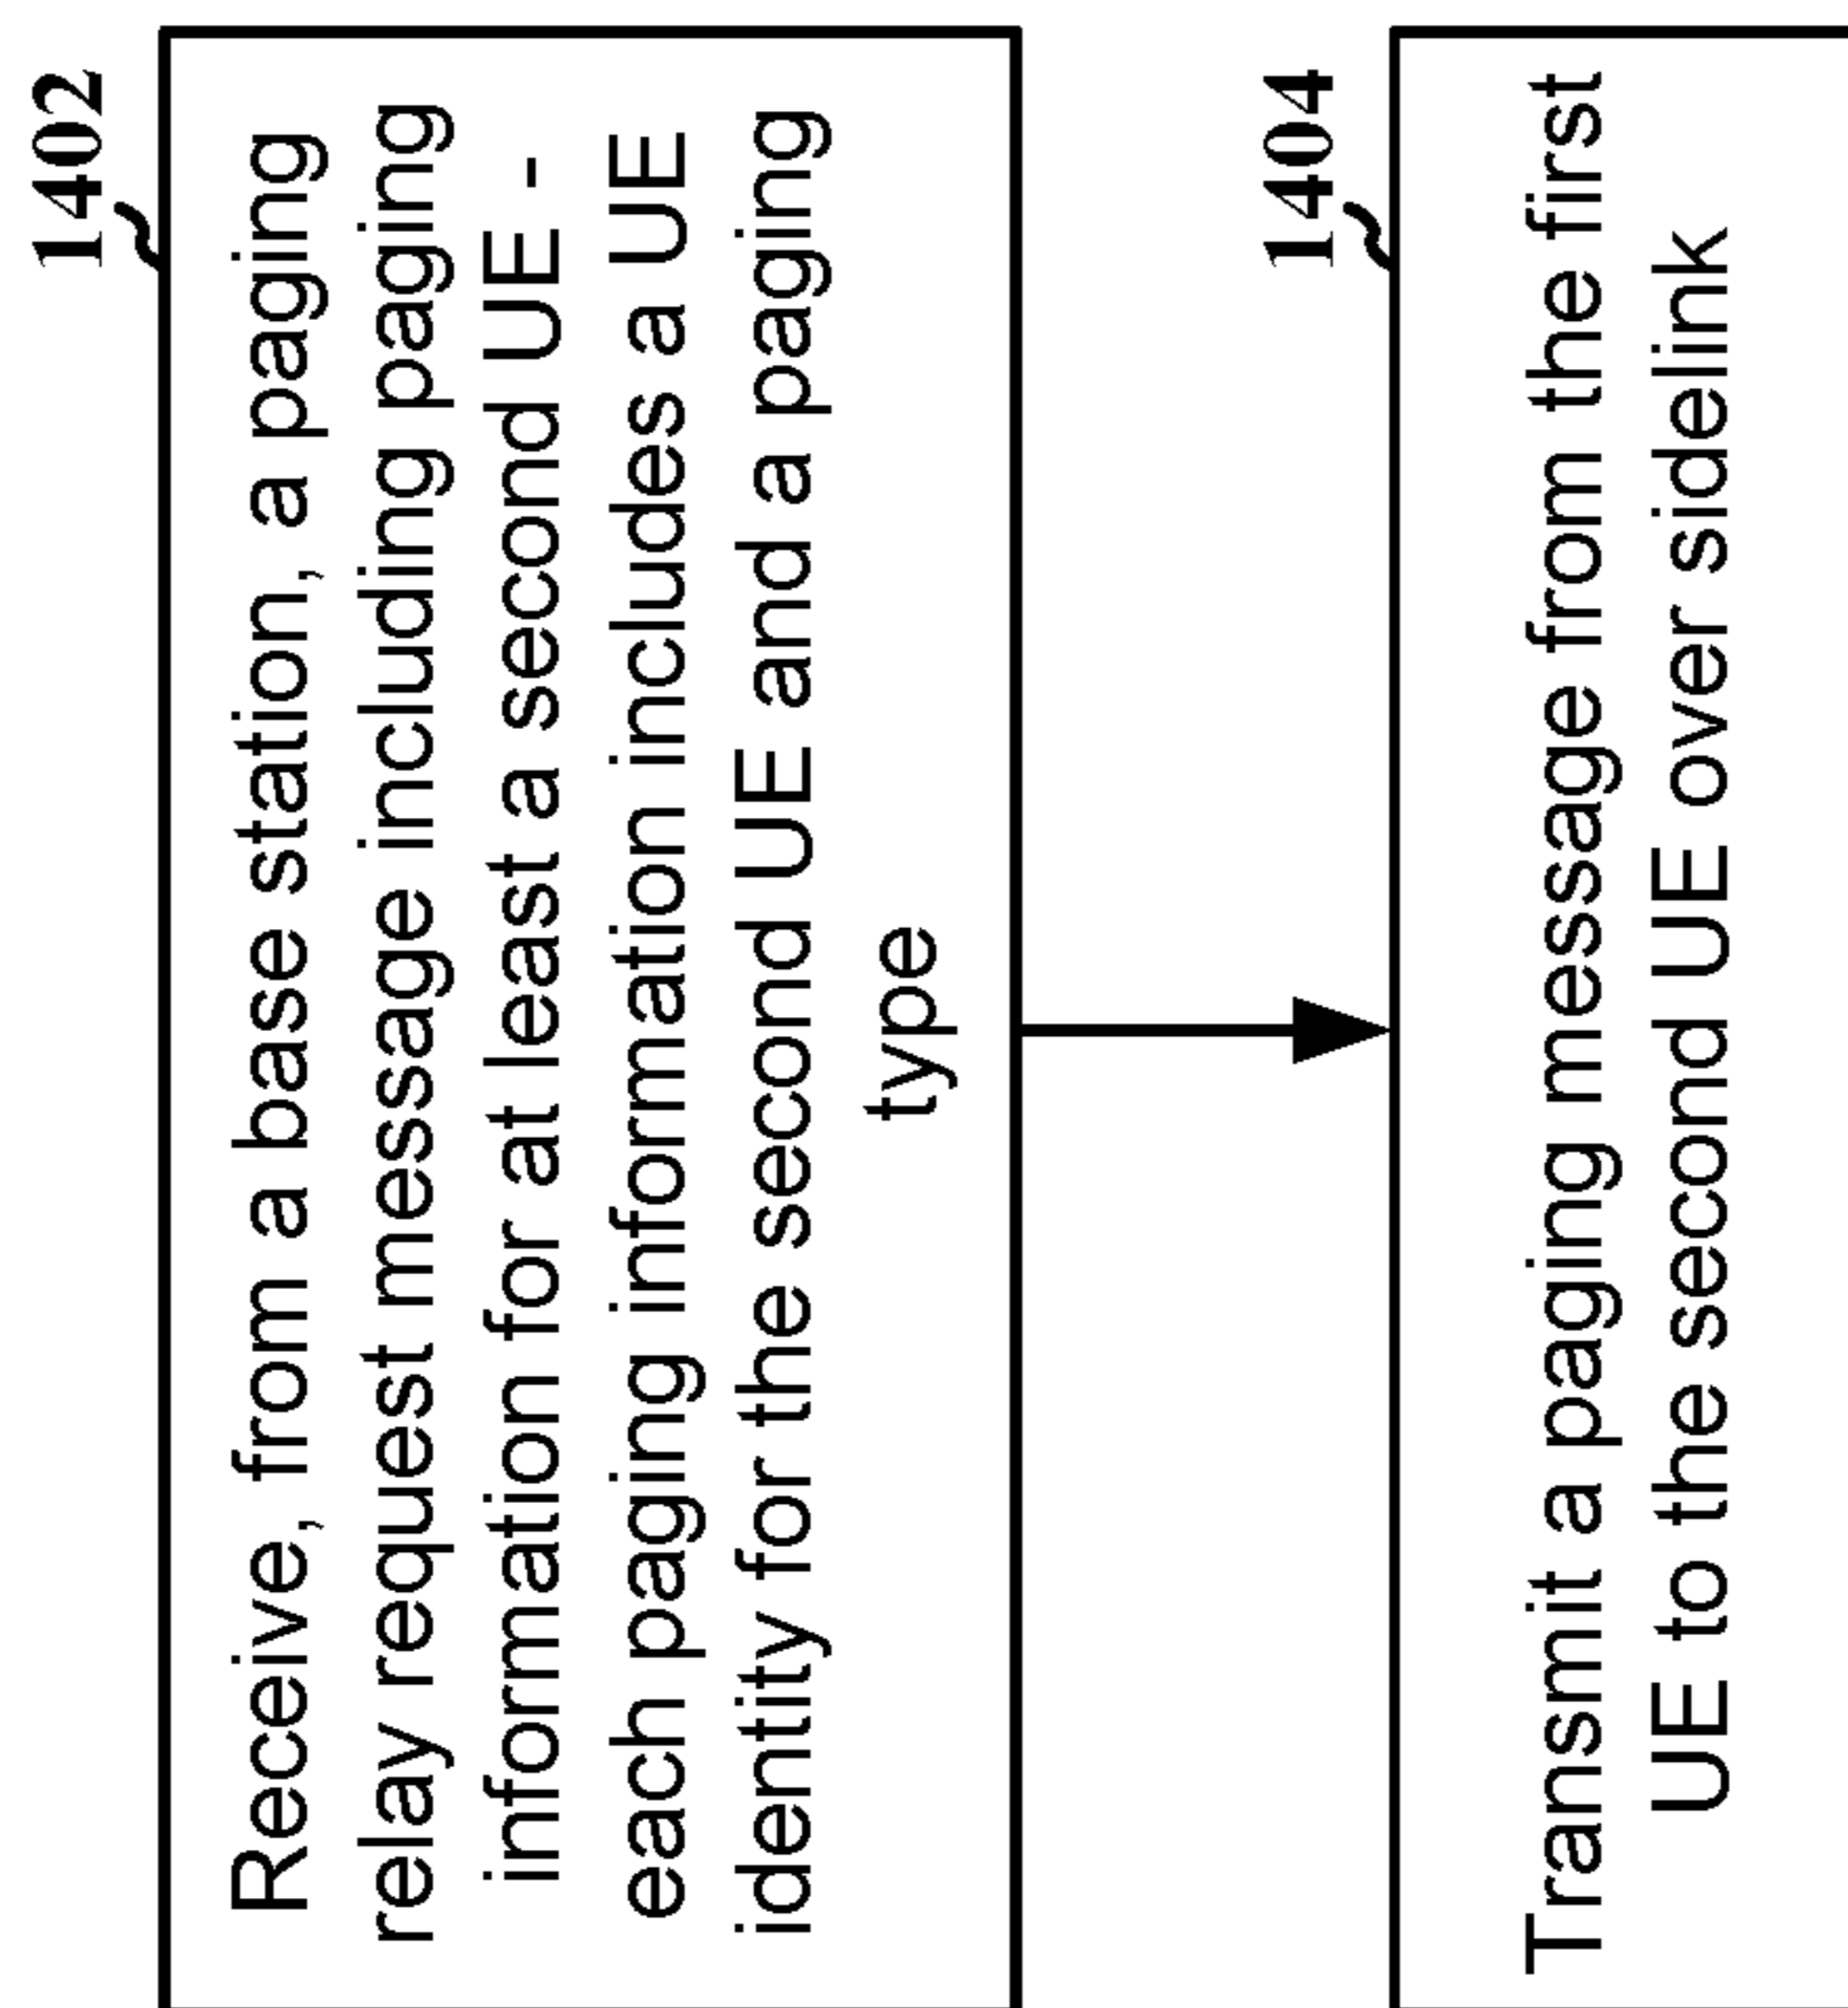 1402
Receive, from a base station, a paging
relay request message including paging
information for at least a second UE -
each paging information includes a UE
identity for the second UE and a paging
type
1404
Transmit a paging message from the first
UE to the second UE over sidelink